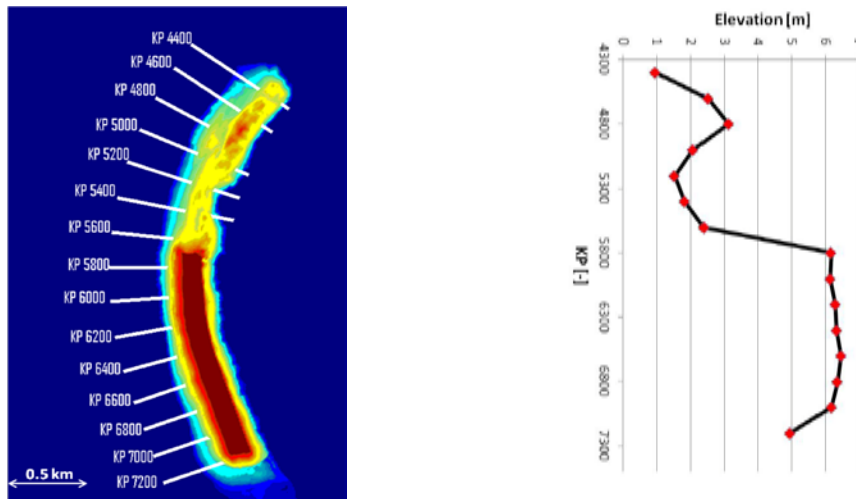 KP 4400
KP 4600
KP 4800
KP 5000
KP 5200
KP 5400
KP 5600
KP 5800
KP 6000
KP 6200
KP 6400
KP 6600
KP 6800
KP 7000
KP 7200
0.5 km
Elevation [m]
0 1 2 3 4 5 6 7
4300
4800
5300
5800
6300
6800
7300
KP [-]